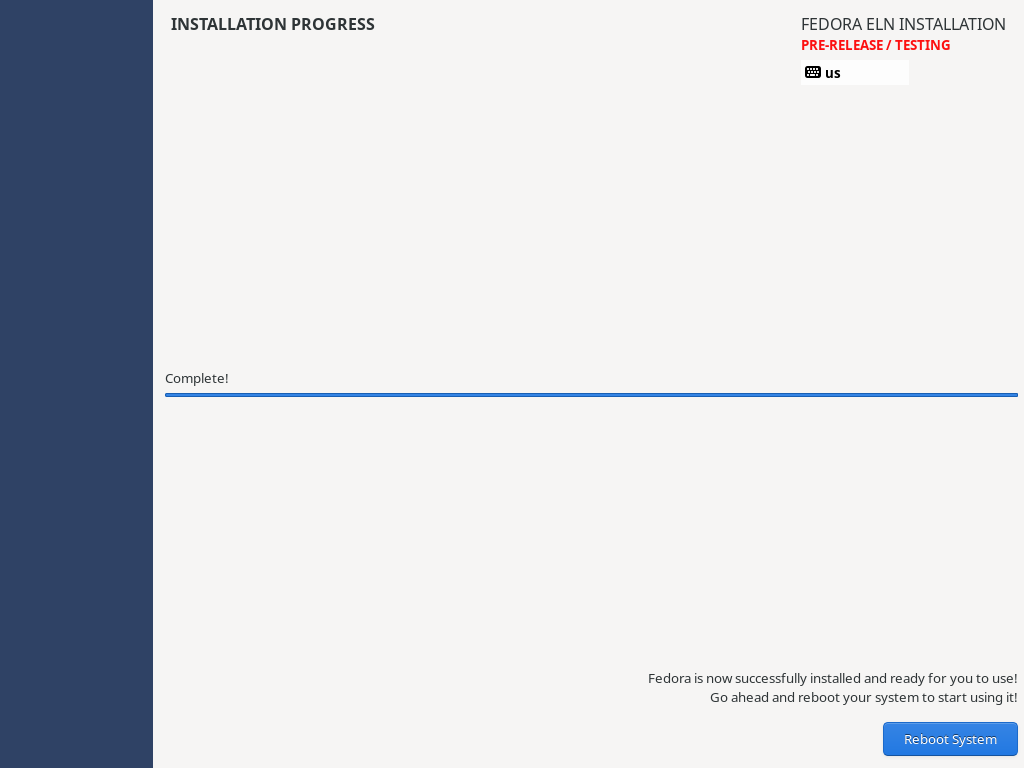 INSTALLATION PROGRESS
FEDORA ELN INSTALLATION
PRE-RELEASE / TESTING
us
Complete!
Fedora is now successfully installed and ready for you to use!
Go ahead and reboot your system to start using it!
Reboot System